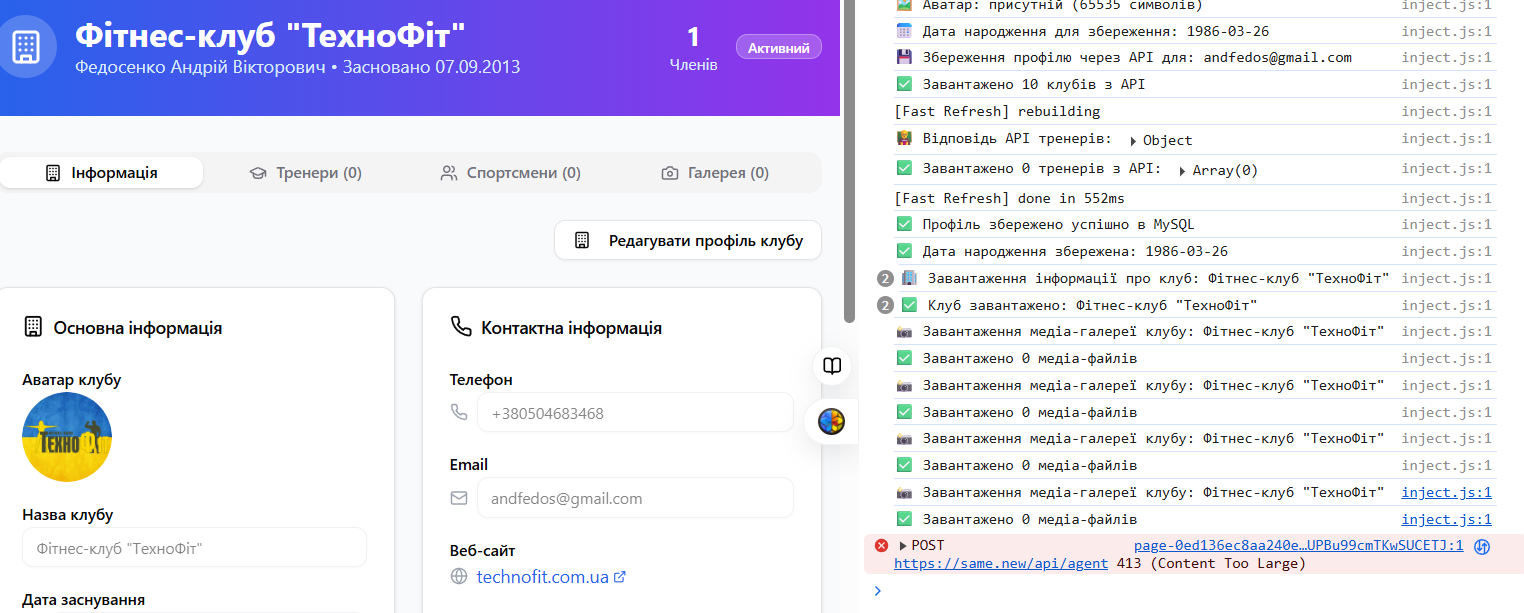 Фітнес-клуб "ТехноФіт"
Федосенко Андрій Вікторович • Засновано 07.09.2013
1
Членів
Активний
Інформація
Тренери (0)
Спортсмени (0)
Галерея (0)
Редагувати профіль клубу
Основна інформація
Аватар клубу
ТЕХНО
Назва клубу
Фітнес-клуб "ТехноФіт"
Дата заснування
Контактна інформація
Телефон
+380504683468
Email
andfedos@gmail.com
Веб-сайт
technofit.com.ua
Аватар: присутній (65535 символів) inject.js:1
Дата народження для збереження: 1986-03-26 inject.js:1
Збереження профілю через API для: andfedos@gmail.com inject.js:1
Завантажено 10 клубів з API inject.js:1
[Fast Refresh] rebuilding inject.js:1
Відповідь API тренерів: Object inject.js:1
Завантажено 0 тренерів з API: Array(0) inject.js:1
[Fast Refresh] done in 552ms inject.js:1
Профіль збережено успішно в MySQL inject.js:1
Дата народження збережена: 1986-03-26 inject.js:1
2 Завантаження інформації про клуб: Фітнес-клуб "ТехноФіт" inject.js:1
2 Клуб завантажено: Фітнес-клуб "ТехноФіт" inject.js:1
Завантаження медіа-галереї клубу: Фітнес-клуб "ТехноФіт" inject.js:1
Завантажено 0 медіа-файлів inject.js:1
Завантаження медіа-галереї клубу: Фітнес-клуб "ТехноФіт" inject.js:1
Завантажено 0 медіа-файлів inject.js:1
Завантаження медіа-галереї клубу: Фітнес-клуб "ТехноФіт" inject.js:1
Завантажено 0 медіа-файлів inject.js:1
Завантаження медіа-галереї клубу: Фітнес-клуб "ТехноФіт" inject.js:1
Завантажено 0 медіа-файлів inject.js:1
POST page-0ed136ec8aa240e…UPBu99cmTKwSUCETJ:1
https://same.new/api/agent 413 (Content Too Large)